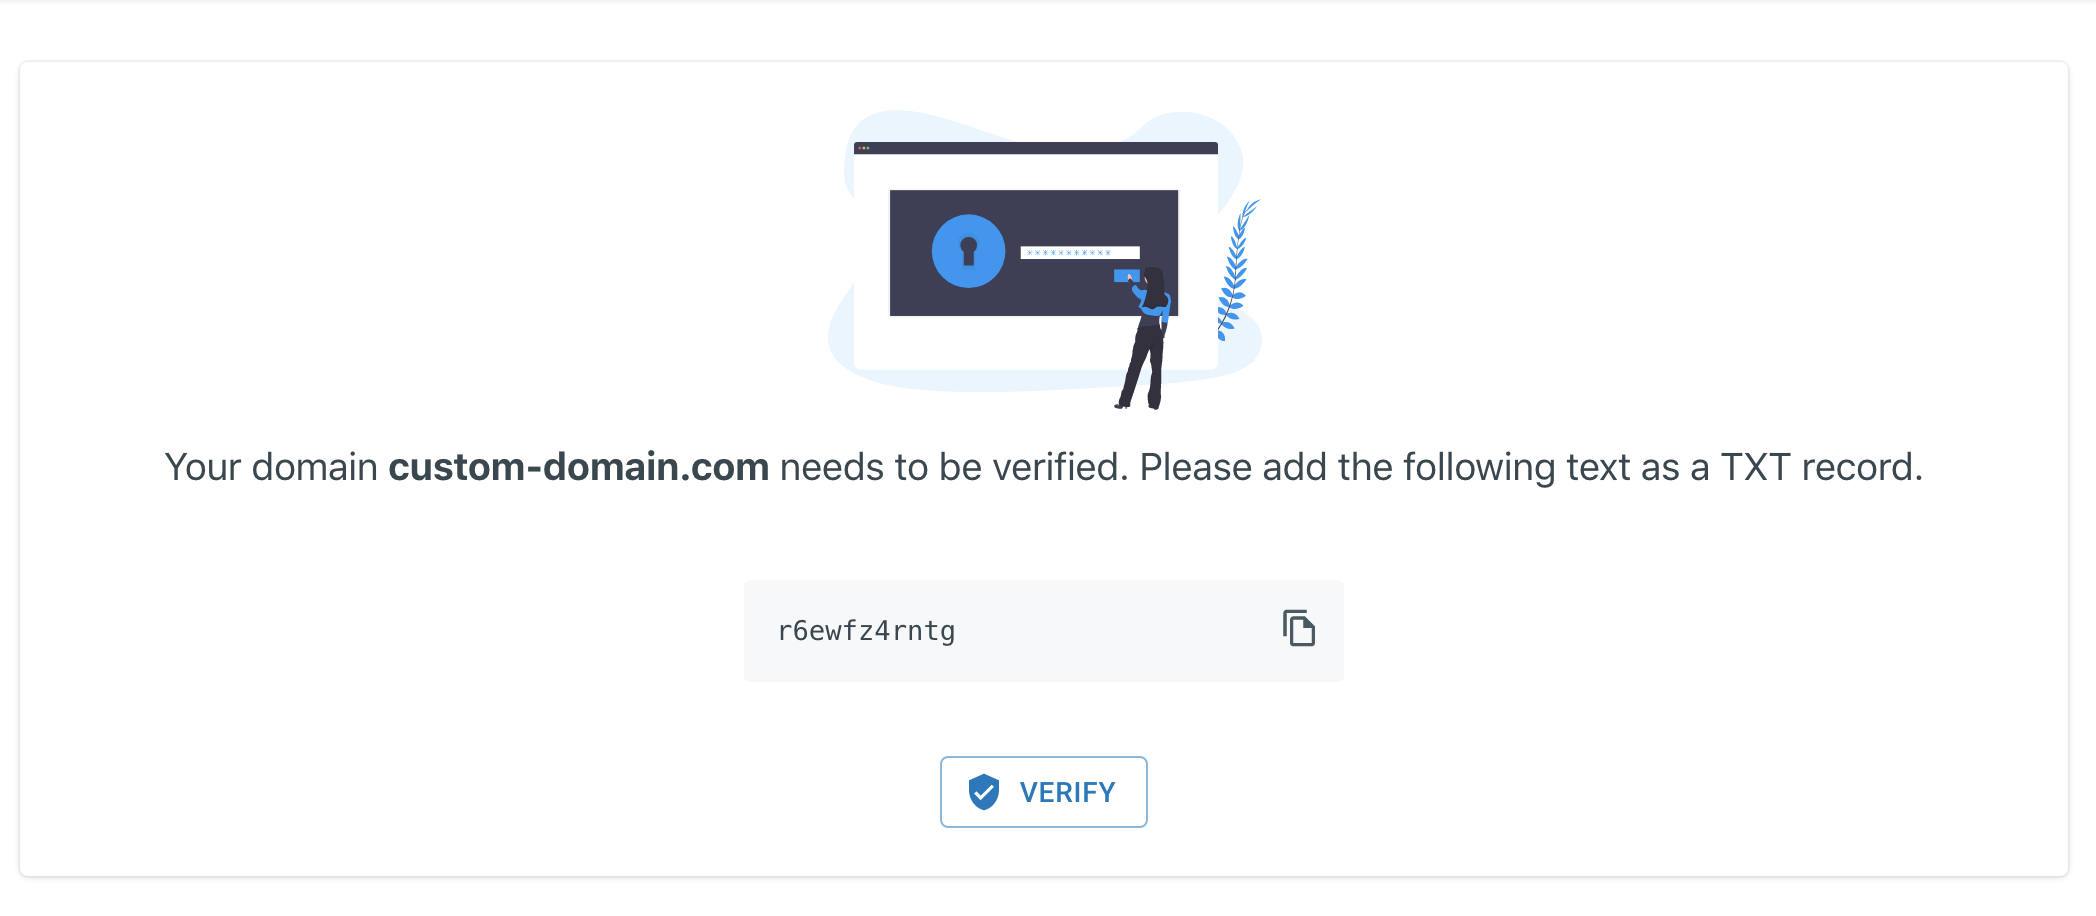 ***********
Your domain custom-domain.com needs to be verified. Please add the following text as a TXT record.
r6ewfz4rntg
VERIFY